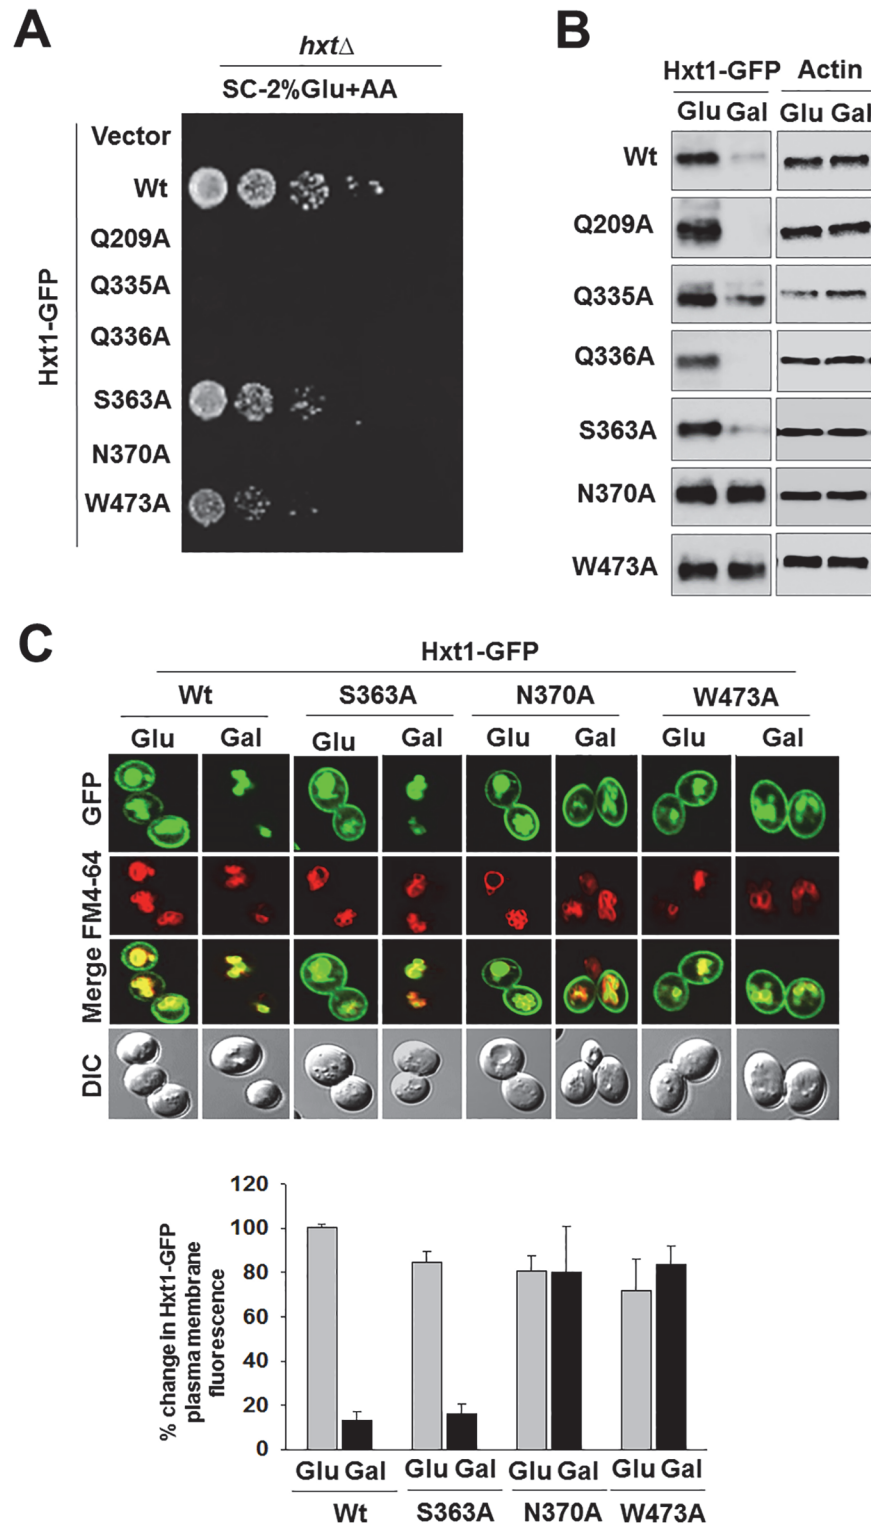 A
hxtΔ
SC-2%Glu+AA
Hxt1-GFP
Vector
Wt
Q209A
Q335A
Q336A
S363A
N370A
W473A
B
Hxt1-GFP Actin
Glu Gal Glu Gal
Wt
Q209A
Q335A
Q336A
S363A
N370A
W473A
C
Hxt1-GFP
Wt S363A N370A W473A
Glu Gal Glu Gal Glu Gal Glu Gal
GFP
FM4-64
Merge
DIC
% change in Hxt1-GFP
plasma membrane
fluorescence
120
100
80
60
40
20
0
Glu Gal Glu Gal Glu Gal Glu Gal
Wt S363A N370A W473A